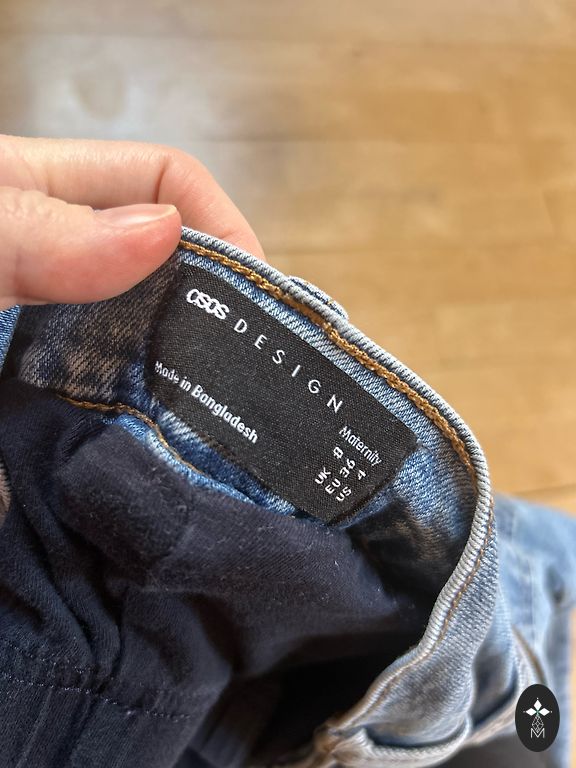 asos DESIGN
Made in Bangladesh
Maternity
UK 8
EU 36
US 4
M